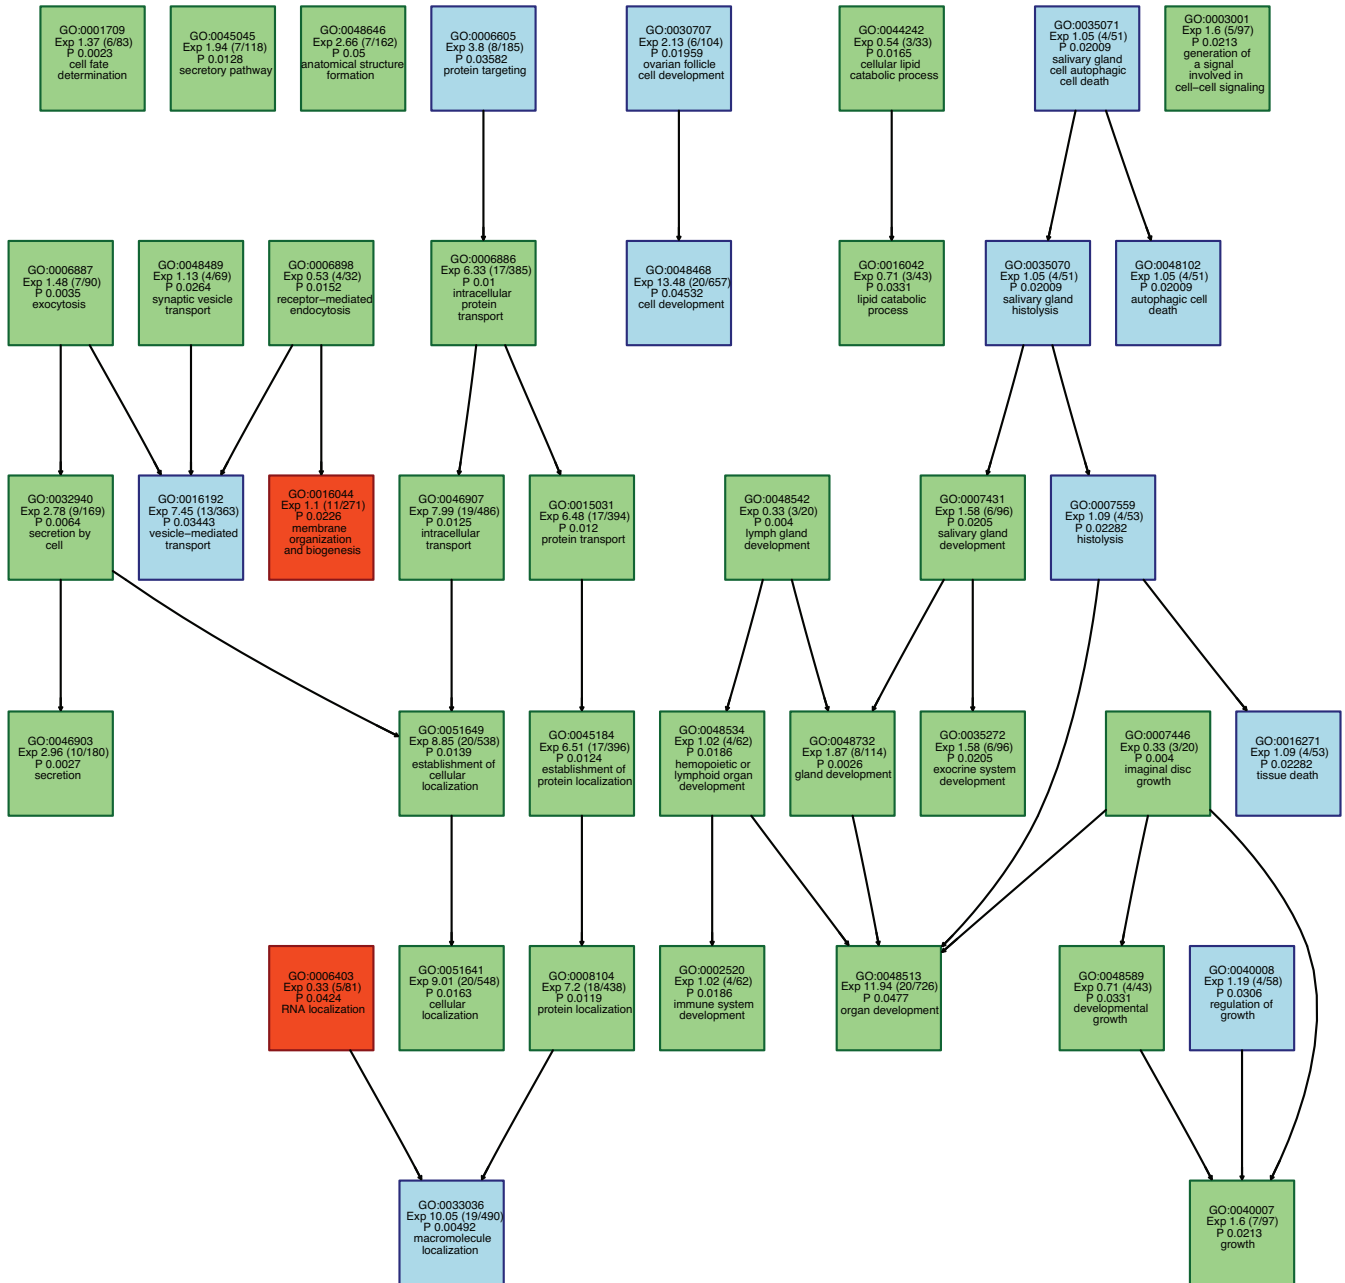 GO:0001709
Exp 1.37 (6/83)
P 0.0023
cell fate
determination
GO:0045045
Exp 1.94 (7/118)
P 0.0128
secretory pathway
GO:0048646
Exp 2.66 (7/162)
P 0.05
anatomical structure
formation
GO:0006605
Exp 3.8 (8/185)
P 0.03582
protein targeting
GO:0030707
Exp 2.13 (6/104)
P 0.01959
ovarian follicle
cell development
GO:0044242
Exp 0.54 (3/33)
P 0.0165
cellular lipid
catabolic process
GO:0035071
Exp 1.05 (4/51)
P 0.02009
salivary gland
cell autophagic
cell death
GO:0003001
Exp 1.6 (5/97)
P 0.0213
generation of
a signal
involved in
cell−cell signaling
GO:0006887
Exp 1.48 (7/90)
P 0.0035
exocytosis
GO:0048489
Exp 1.13 (4/69)
P 0.0264
synaptic vesicle
transport
GO:0006898
Exp 0.53 (4/32)
P 0.0152
receptor−mediated
endocytosis
GO:0006886
Exp 6.33 (17/385)
P 0.01
intracellular
protein
transport
GO:0048468
Exp 13.48 (20/657)
P 0.04532
cell development
GO:0016042
Exp 0.71 (3/43)
P 0.0331
lipid catabolic
process
GO:0035070
Exp 1.05 (4/51)
P 0.02009
salivary gland
histolysis
GO:0048102
Exp 1.05 (4/51)
P 0.02009
autophagic cell
death
GO:0032940
Exp 2.78 (9/169)
P 0.0064
secretion by
cell
GO:0016192
Exp 7.45 (13/363)
P 0.03443
vesicle−mediated
transport
GO:0016044
Exp 1.1 (11/271)
P 0.0226
membrane
organization
and biogenesis
GO:0046907
Exp 7.99 (19/486)
P 0.0125
intracellular
transport
GO:0015031
Exp 6.48 (17/394)
P 0.012
protein transport
GO:0048542
Exp 0.33 (3/20)
P 0.004
lymph gland
development
GO:0007431
Exp 1.58 (6/96)
P 0.0205
salivary gland
development
GO:0007559
Exp 1.09 (4/53)
P 0.02282
histolysis
GO:0046903
Exp 2.96 (10/180)
P 0.0027
secretion
GO:0051649
Exp 8.85 (20/538)
P 0.01139
establishment of
cellular
localization
GO:0045184
Exp 6.51 (17/396)
P 0.0124
establishment of
protein localization
GO:0048534
Exp 1.02 (4/62)
P 0.0186
hemopoietic or
lymphoid organ
development
GO:0048732
Exp 1.87 (8/114)
P 0.0026
gland development
GO:0035272
Exp 1.58 (6/96)
P 0.0205
exocrine system
development
GO:0007446
Exp 0.33 (3/20)
P 0.004
imaginal disc
growth
GO:0016271
Exp 1.09 (4/53)
P 0.02282
tissue death
GO:0006403
Exp 0.33 (5/81)
P 0.0424
RNA localization
GO:0051641
Exp 9.01 (20/548)
P 0.0163
cellular
localization
GO:0008104
Exp 7.2 (18/438)
P 0.0119
protein localization
GO:0002520
Exp 1.02 (4/62)
P 0.0186
immune system
development
GO:0048513
Exp 11.94 (20/726)
P 0.0477
organ development
GO:0048589
Exp 0.71 (4/43)
P 0.0331
developmental
growth
GO:0040008
Exp 1.19 (4/58)
P 0.0306
regulation of
growth
GO:0033036
Exp 10.05 (19/490)
P 0.00492
macromolecule
localization
GO:0040007
Exp 1.6 (7/97)
P 0.0213
growth